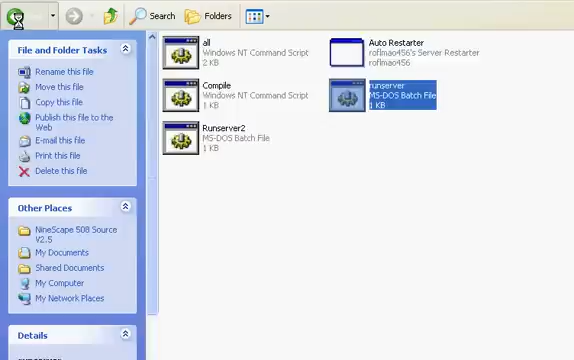 Search
Folders
File and Folder Tasks
Rename this file
Move this file
Copy this file
Publish this file to the
Web
E-mail this file
Print this file
Delete this file
Other Places
NineScape 508 Source
V2.5
My Documents
Shared Documents
My Computer
My Network Places
Details
all
Windows NT Command Script
2 KB
Auto Restarter
roflmao456's Server Restarter
roflmao456
Compile
Windows NT Command Script
1 KB
runserver
MS-DOS Batch File
1 KB
Runserver2
MS-DOS Batch File
1 KB